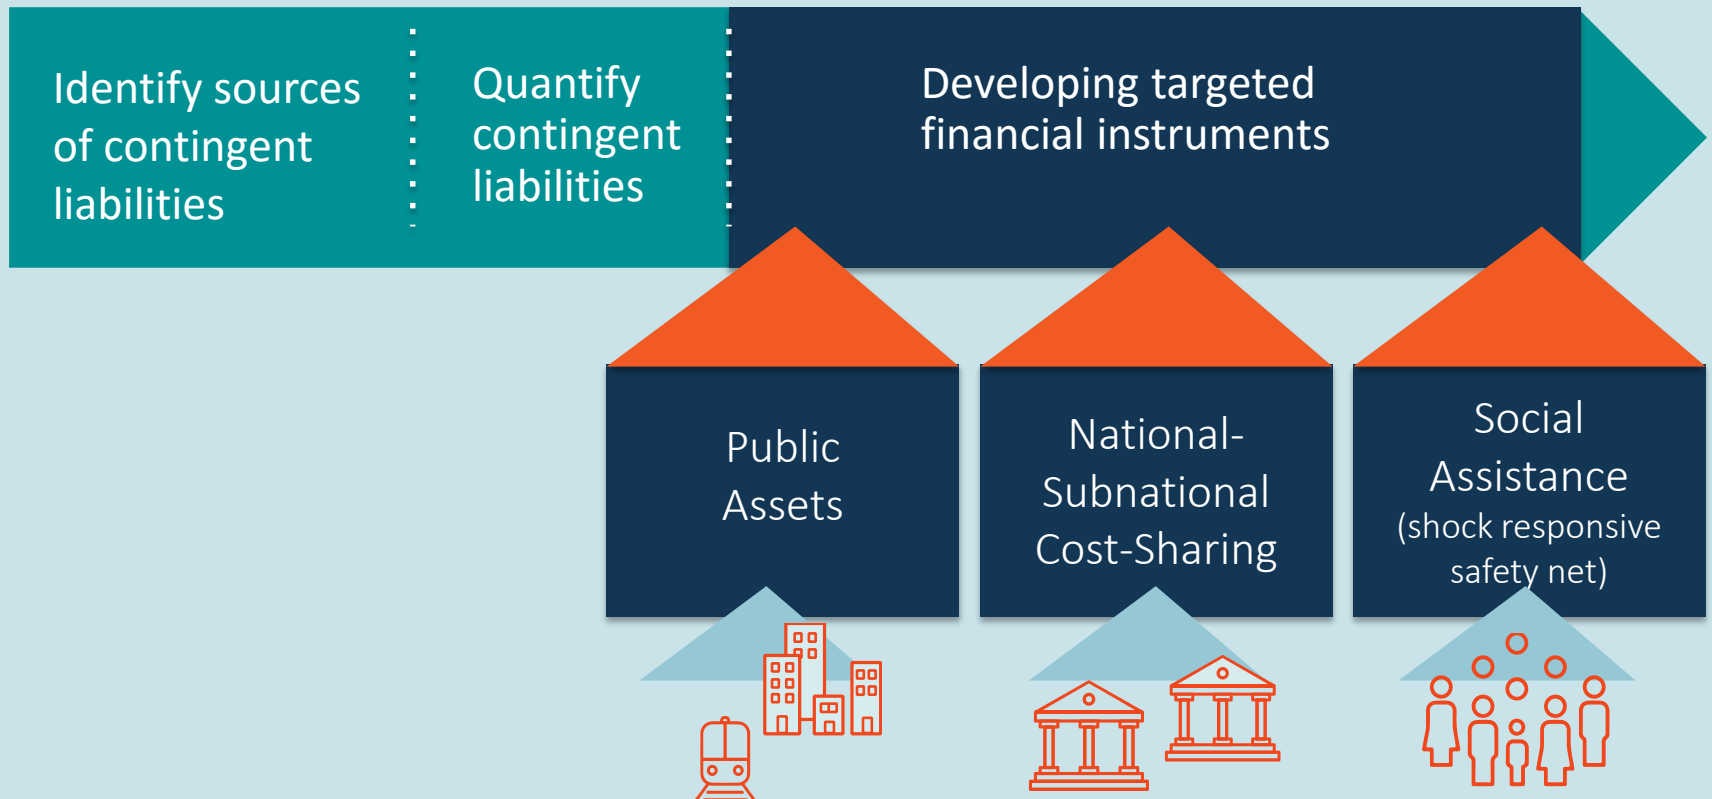 Identify sources
of contingent
liabilities
Quantify
contingent
liabilities
Developing targeted
financial instruments
Public
Assets
National-
Subnational
Cost-Sharing
Social
Assistance
(shock responsive
safety net)